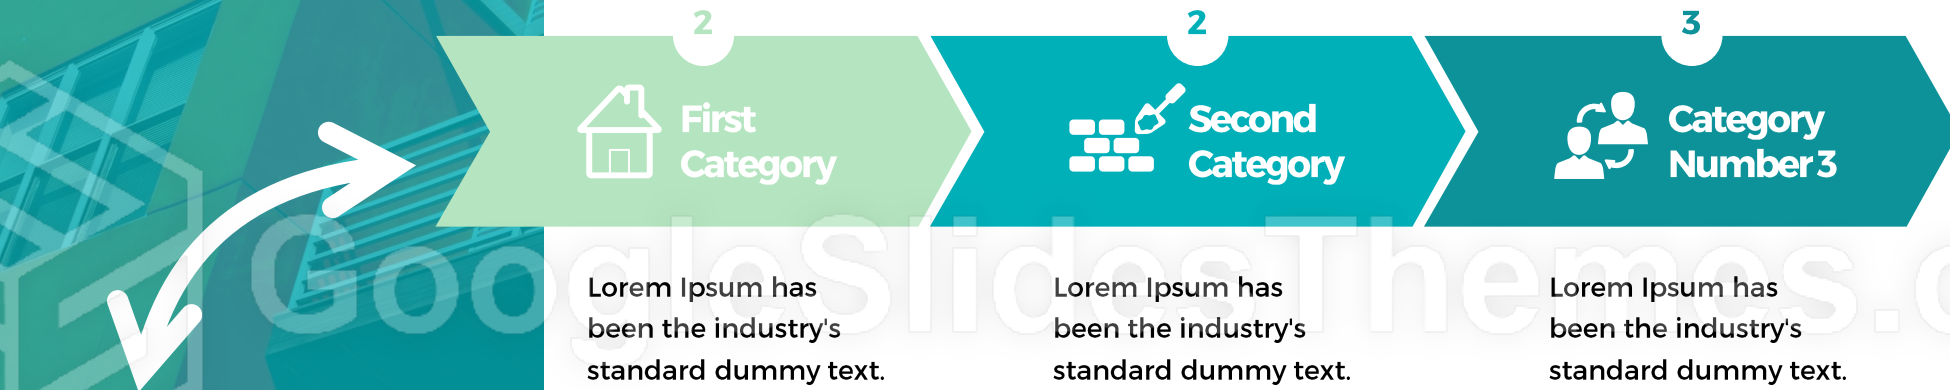 2
2
3
First
Category
Second
Category
Category
Number 3
GoogleSlidesThemes.c
Lorem Ipsum has
been the industry's
standard dummy text.
Lorem Ipsum has
been the industry's
standard dummy text.
Lorem Ipsum has
been the industry's
standard dummy text.